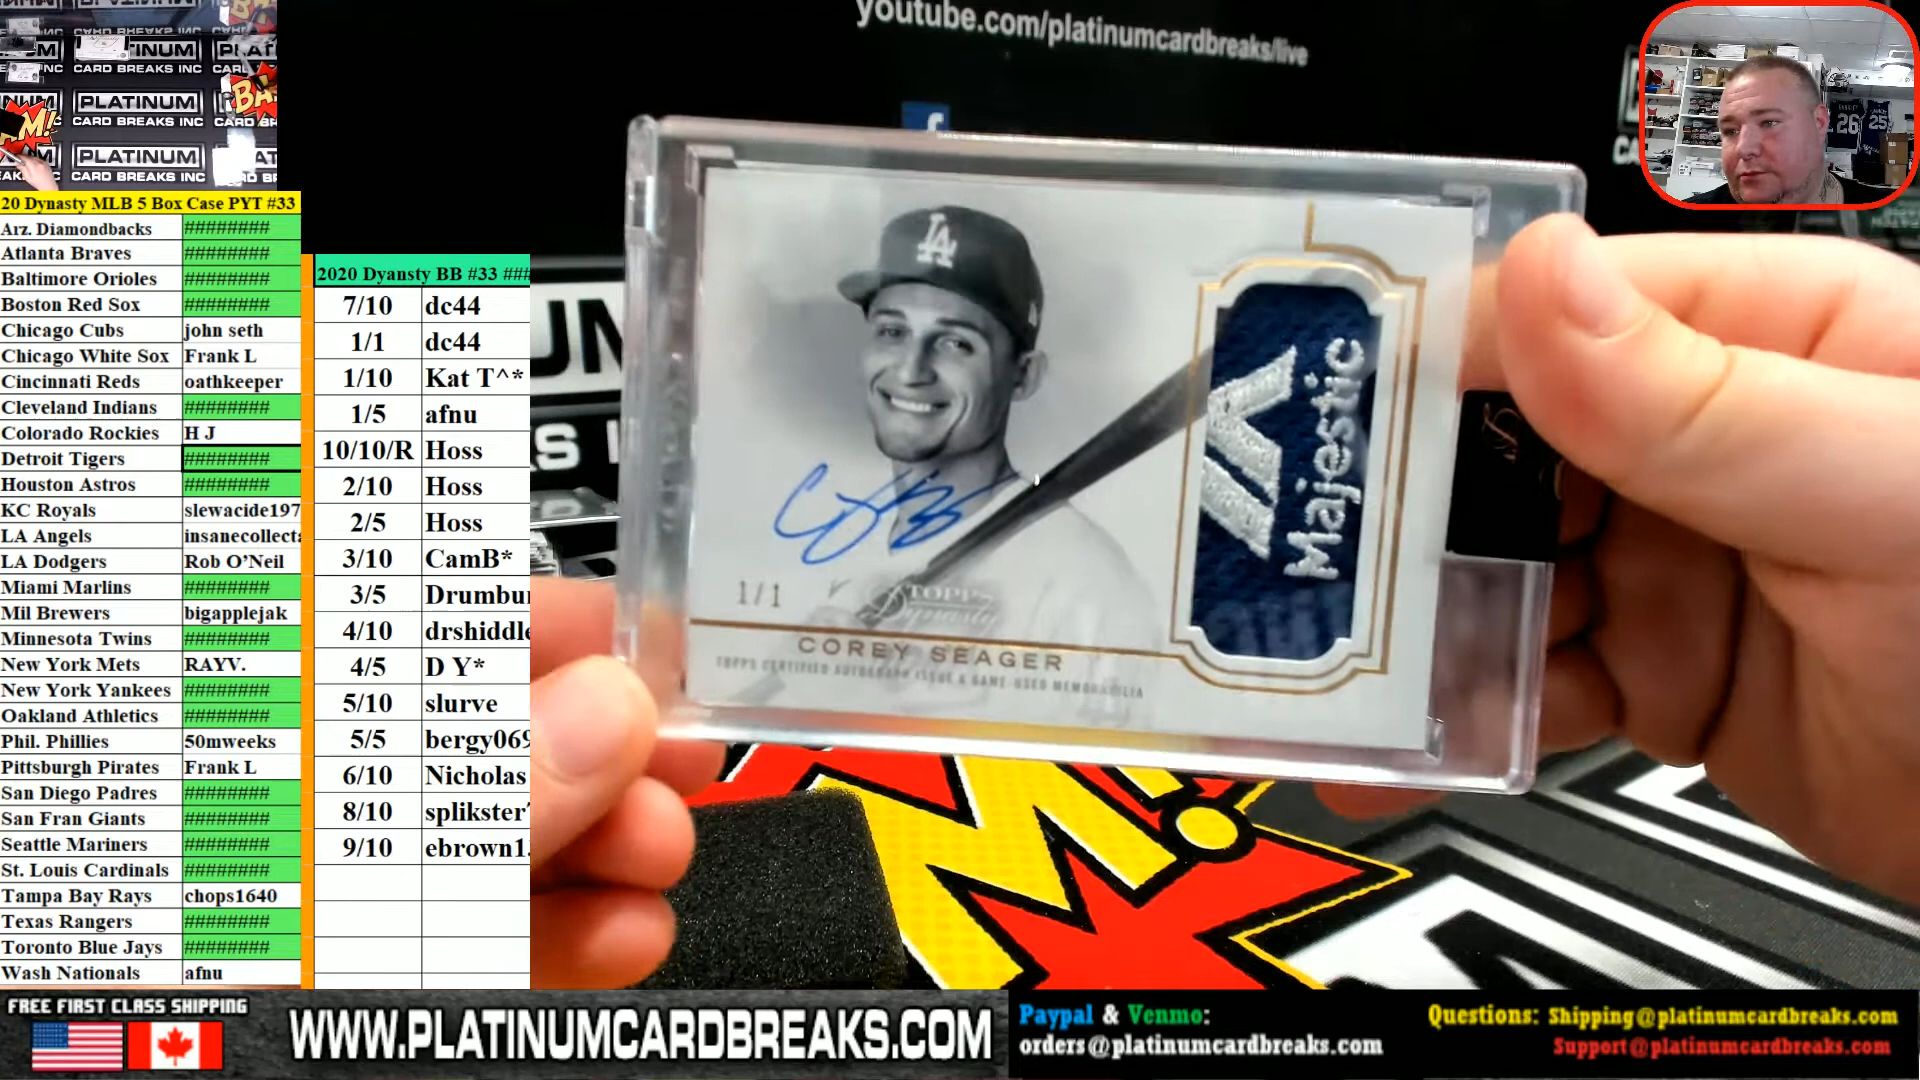 youtube.com/platinumcardbreaks/live
PLATINUM
CARD BREAKS INC
PLATINUM
CARD BREAKS INC
20 Dynasty MLB 5 Box Case PYT #33
Arz. Diamondbacks ########
Atlanta Braves ########
Baltimore Orioles ########
Boston Red Sox ########
Chicago Cubs john seth
Chicago White Sox Frank L
Cincinnati Reds oathkeeper
Cleveland Indians ########
Colorado Rockies H J
Detroit Tigers ########
Houston Astros ########
KC Royals slewacide197
LA Angels insanecollect
LA Dodgers Rob O'Neil
Miami Marlins ########
Mil Brewers bigapplejak
Minnesota Twins ########
New York Mets RAYV.
New York Yankees ########
Oakland Athletics ########
Phil. Phillies 50mweeks
Pittsburgh Pirates Frank L
San Diego Padres ########
San Fran Giants ########
Seattle Mariners ########
St. Louis Cardinals ########
Tampa Bay Rays chops1640
Texas Rangers ########
Toronto Blue Jays ########
Wash Nationals afnu
2020 Dyansty BB #33 ###
7/10 dc44
1/1 dc44
1/10 Kat T^*
1/5 afnu
10/10/R Hoss
2/10 Hoss
2/5 Hoss
3/10 CamB*
3/5 Drumbu
4/10 drshiddle
4/5 D Y*
5/10 slurve
5/5 bergy069
6/10 Nicholas
8/10 splikster
9/10 ebrown1
LA
Majestic
1/1
TOPPS
Dynasty
COREY SEAGER
TOPPS CERTIFIED AUTOGRAPH ISSUE & GAME-USED MEMORABILIA
26
25
FREE FIRST CLASS SHIPPING
WWW.PLATINUMCARDBREAKS.COM
Paypal & Venmo:
orders@platinumcardbreaks.com
Questions: Shipping@platinumcardbreaks.com
Support@platinumcardbreaks.com